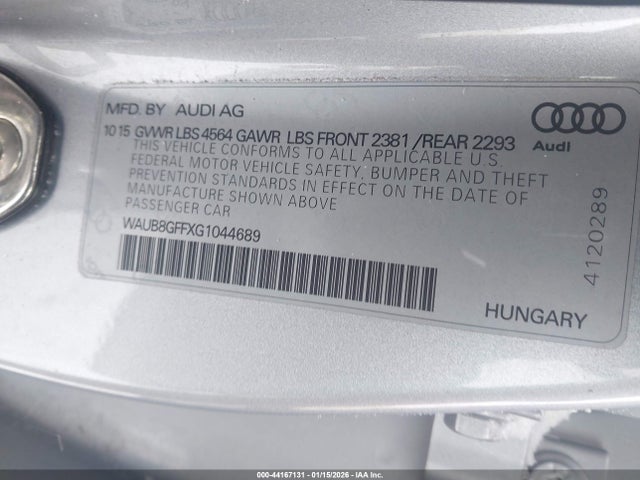 MFD. BY AUDI AG
1015 GVWR LBS 4564 GAWR LBS FRONT 2381 /REAR 2293
THIS VEHICLE CONFORMS TO ALL APPLICABLE U.S.
FEDERAL MOTOR VEHICLE SAFETY, BUMPER AND THEFT
PREVENTION STANDARDS IN EFFECT ON THE DATE OF
MANUFACTURE SHOWN ABOVE
PASSENGER CAR
WAUB8GFFXG1044689
Audi
4120289
HUNGARY
000-44167131 - 01/15/2026 - IAA Inc.